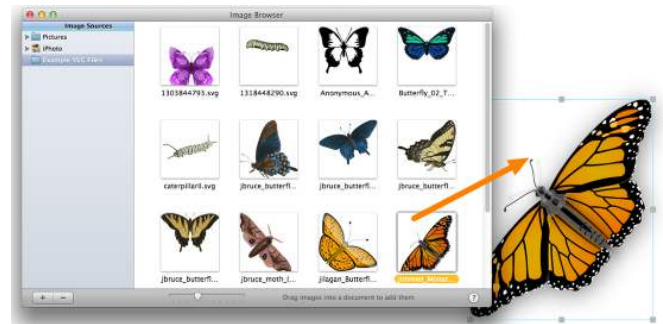 Image Browser
Image Sources
Pictures
iPhoto
Example SVG Files
1303844793.svg
1318448290.svg
Anonymous_A...
Butterfly_02_T...
caterpillaril.svg
jbruce_butterfl...
jbruce_butterfl...
jbruce_butterfl...
jbruce_butterfl...
jbruce_moth_l...
jilagan_Butterfl...
Drag images into a document to add them
?